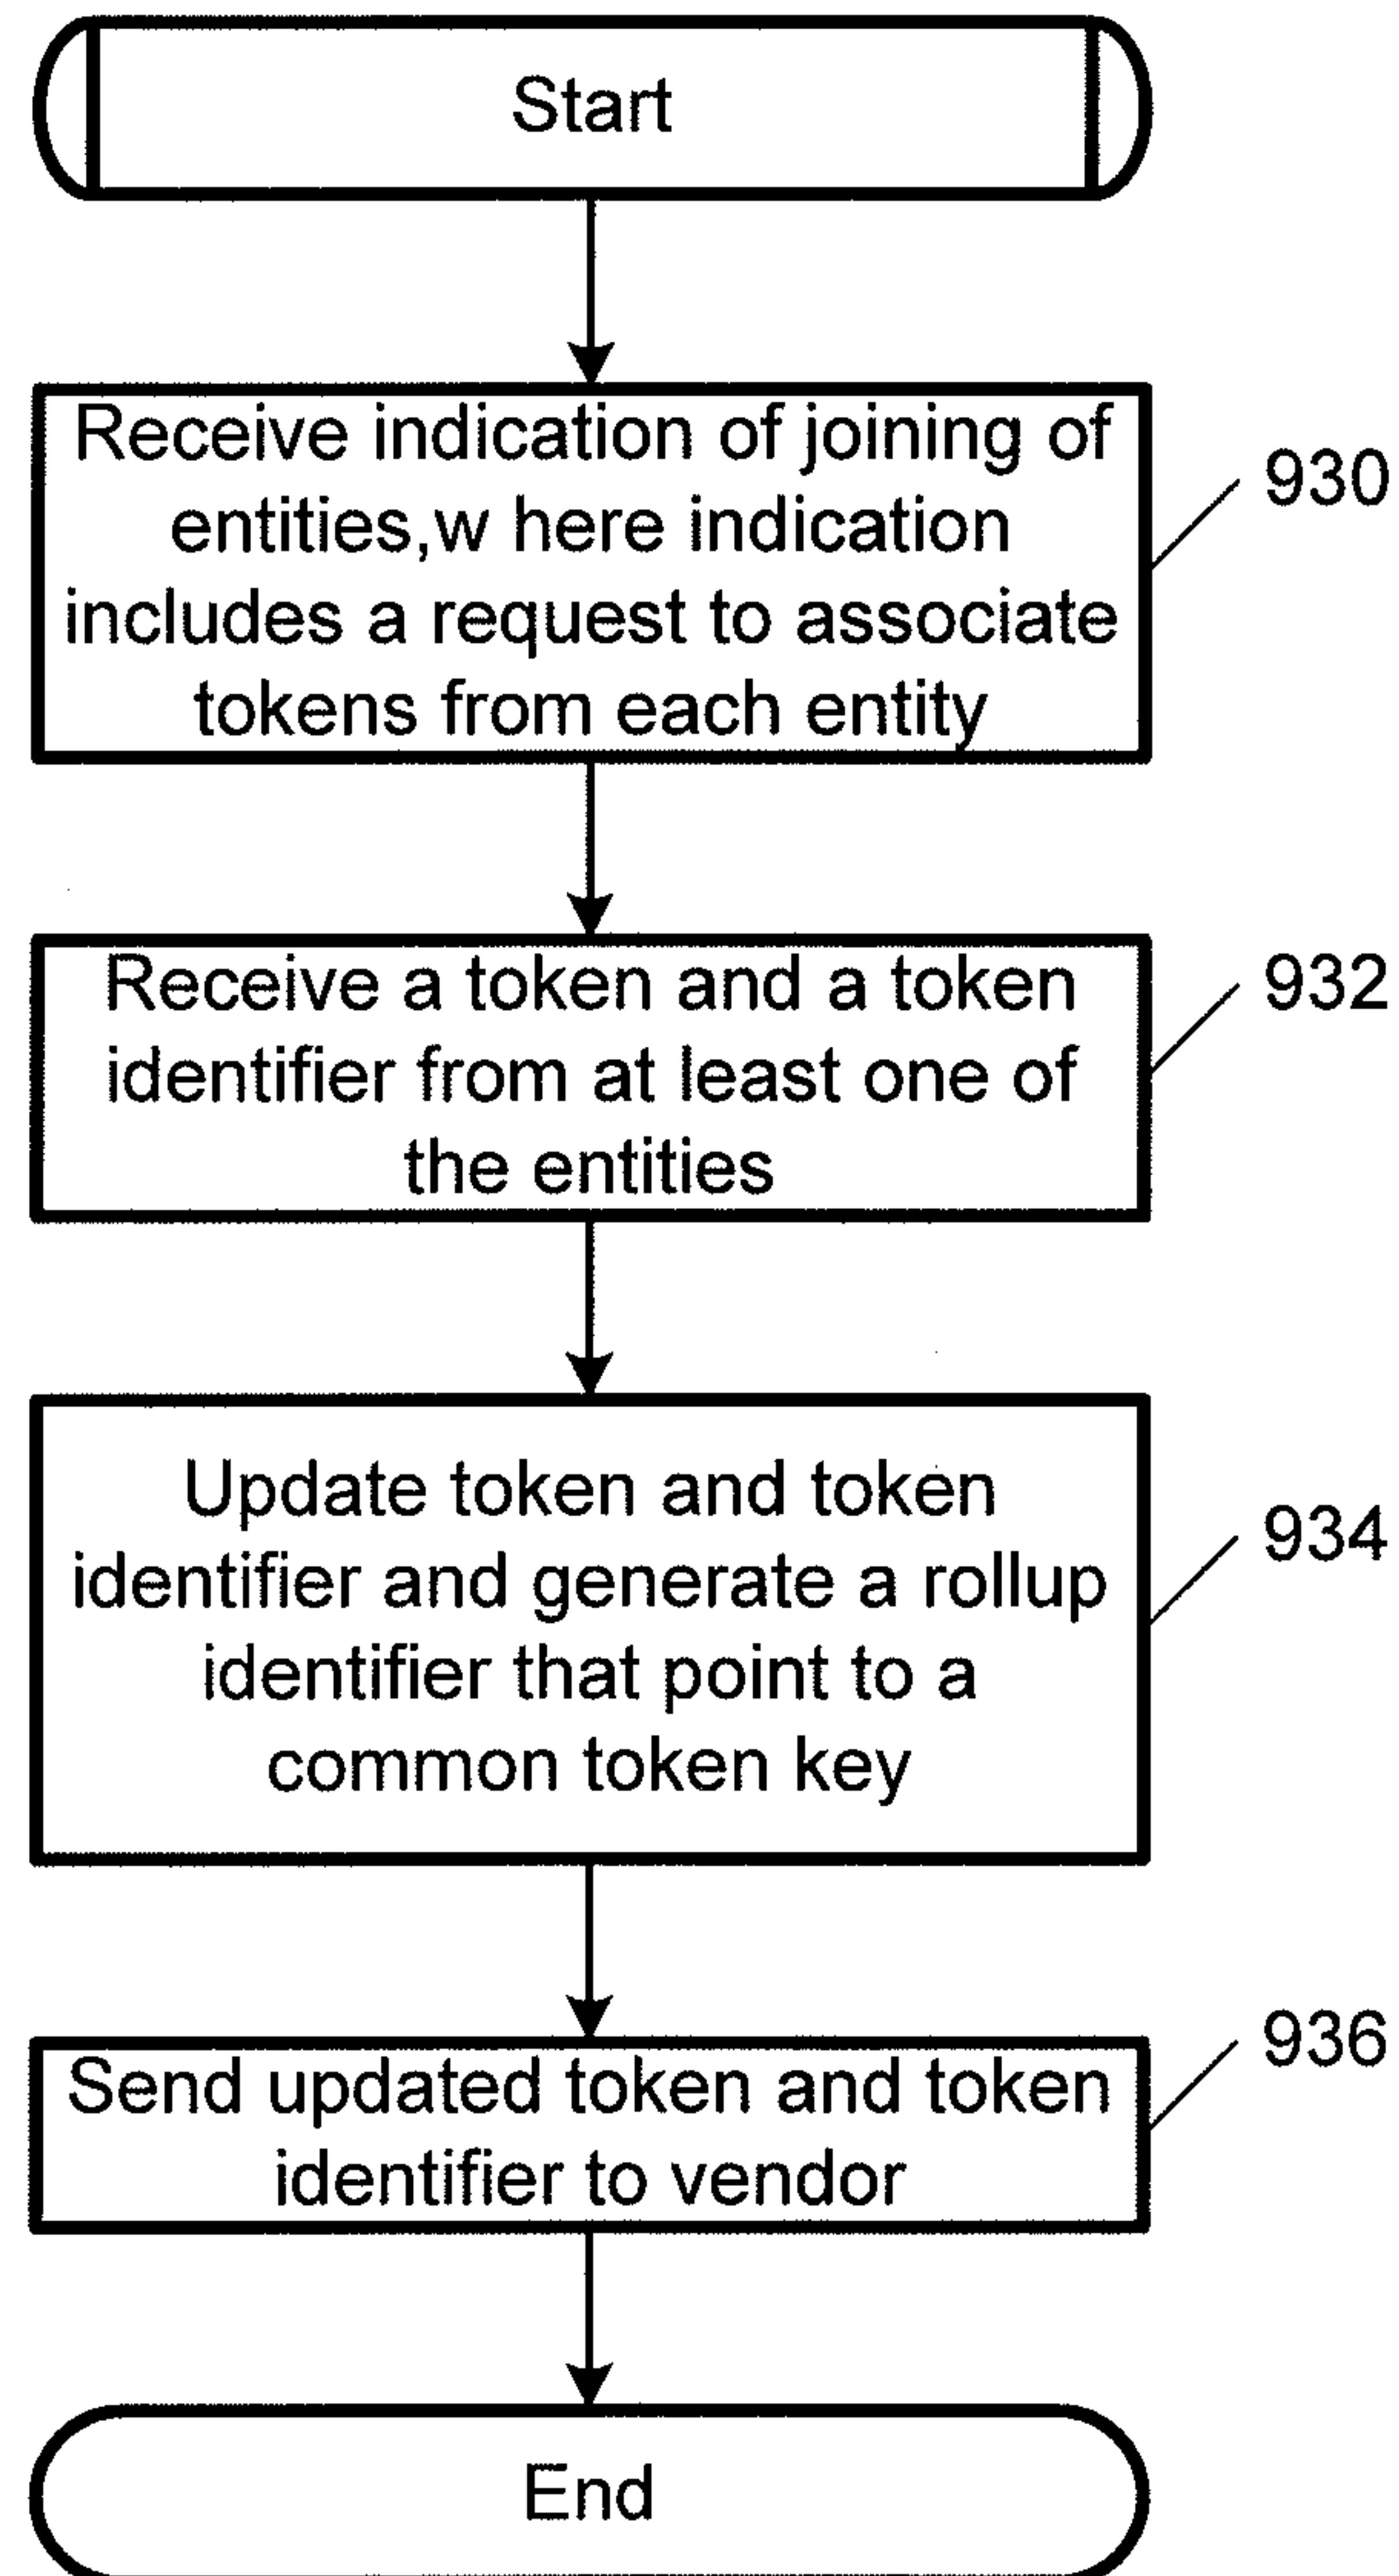 Start
Receive indication of joining of
entities,w here indication
includes a request to associate
tokens from each entity
930
Receive a token and a token
identifier from at least one of
the entities
932
Update token and token
identifier and generate a rollup
identifier that point to a
common token key
934
Send updated token and token
identifier to vendor
936
End